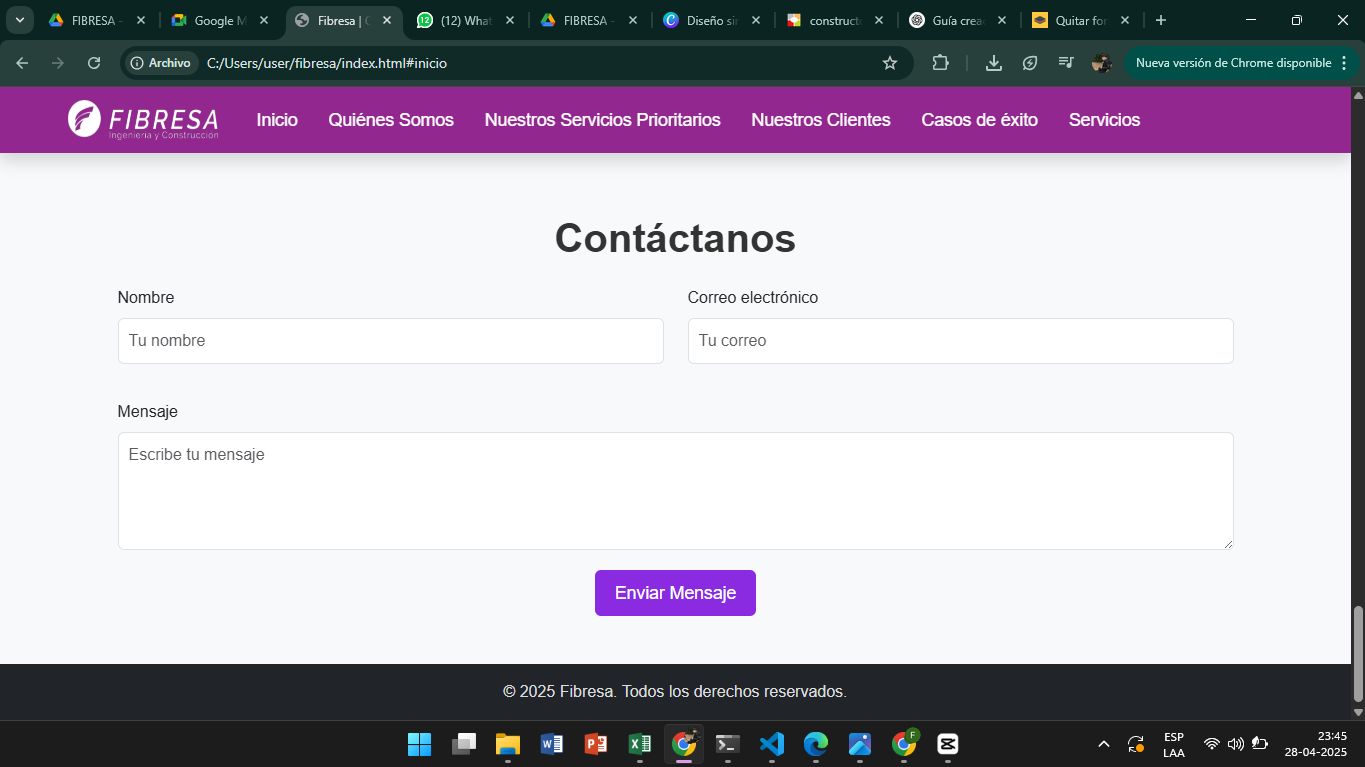 FIBRESA -
Google M
Fibresa |
(12) What
FIBRESA -
Diseño sir
construct
Guía crea
Quitar for
Archivo
C:/Users/user/fibresa/index.html#inicio
Nueva versión de Chrome disponible
FIBRESA
Ingeniería y Construcción
Inicio
Quiénes Somos
Nuestros Servicios Prioritarios
Nuestros Clientes
Casos de éxito
Servicios
Contáctanos
Nombre
Correo electrónico
Tu nombre
Tu correo
Mensaje
Escribe tu mensaje
Enviar Mensaje
© 2025 Fibresa. Todos los derechos reservados.
ESP
LAA
23:45
28-04-2025